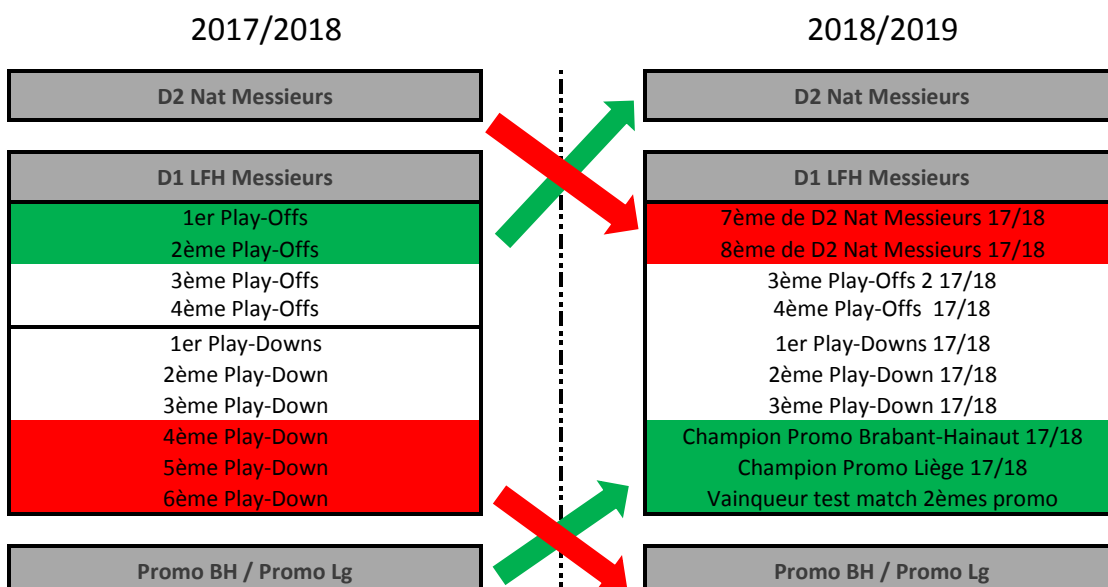 2017/2018
D2 Nat Messieurs
D1 LFH Messieurs
1er Play-Offs
2ème Play-Offs
3ème Play-Offs
4ème Play-Offs
1er Play-Downs
2ème Play-Down
3ème Play-Down
4ème Play-Down
5ème Play-Down
6ème Play-Down
Promo BH / Promo Lg
2018/2019
D2 Nat Messieurs
D1 LFH Messieurs
7ème de D2 Nat Messieurs 17/18
8ème de D2 Nat Messieurs 17/18
3ème Play-Offs 2 17/18
4ème Play-Offs 17/18
1er Play-Downs 17/18
2ème Play-Down 17/18
3ème Play-Down 17/18
Champion Promo Brabant-Hainaut 17/18
Champion Promo Liège 17/18
Vainqueur test match 2èmes promo
Promo BH / Promo Lg